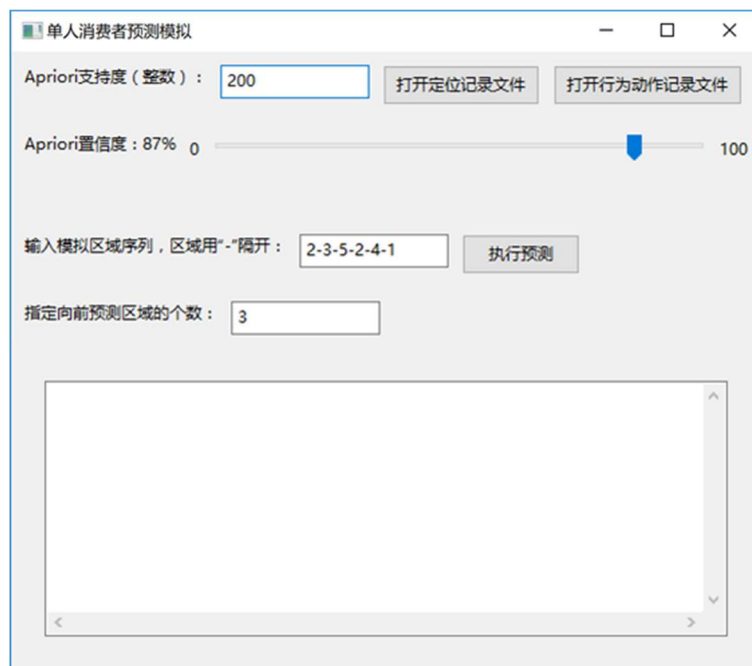 单人消费者预测模拟
Apriori支持度（整数）： 200 打开定位记录文件 打开行为动作记录文件
Apriori置信度：87% 0 100
输入模拟区域序列，区域用“-”隔开： 2-3-5-2-4-1 执行预测
指定向前预测区域的个数： 3